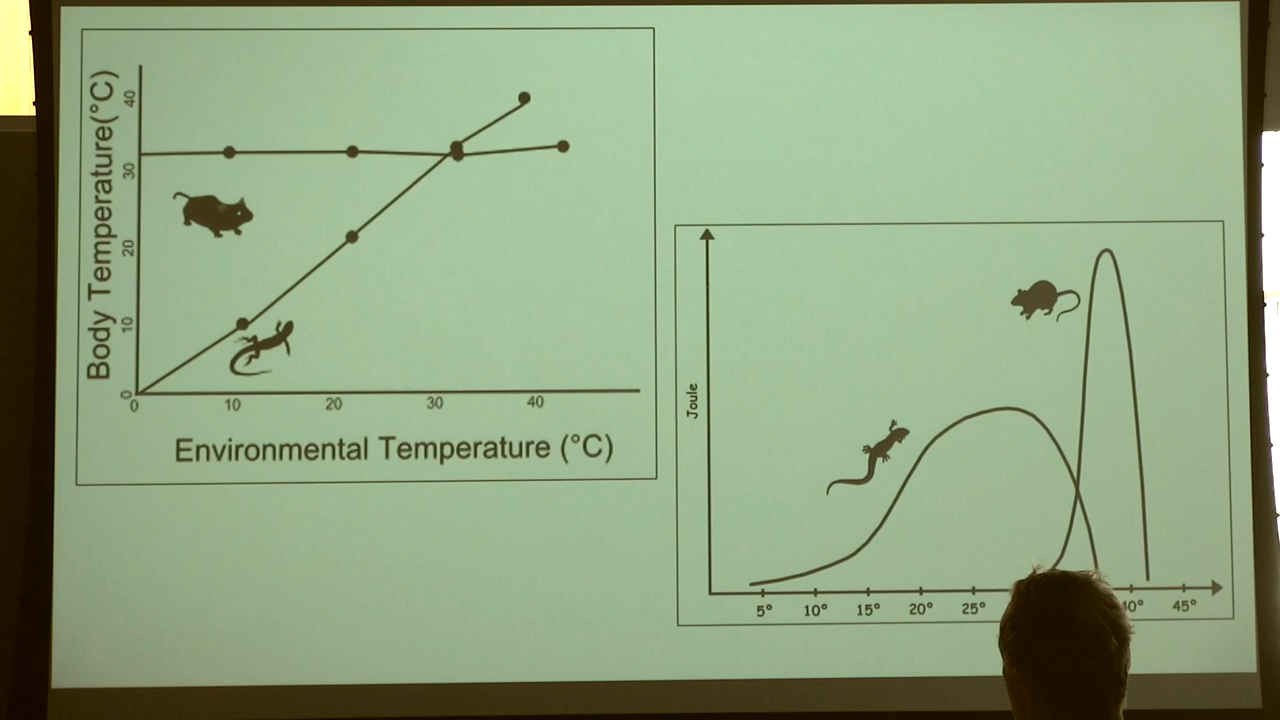 Body Temperature(°C)
40
30
20
10
0
0 10 20 30 40
Environmental Temperature (°C)
Joule
5° 10° 15° 20° 25° 40° 45°